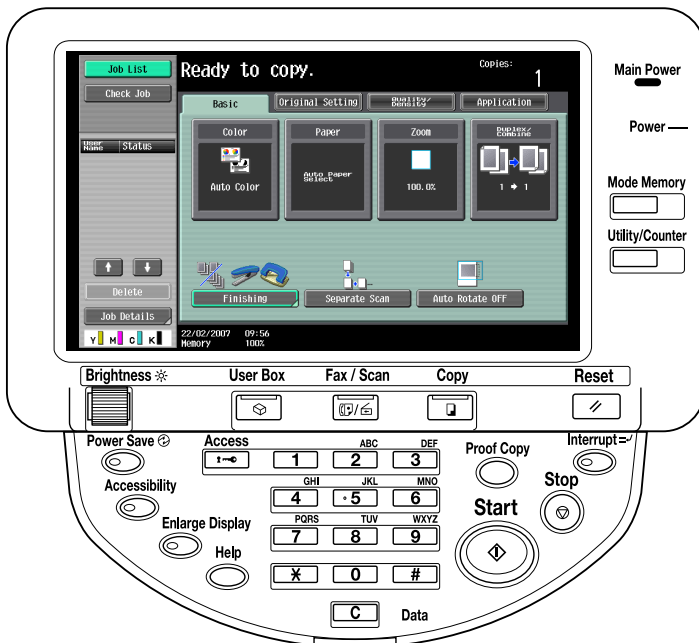 Job List
Ready to copy.
Copies:
1
Check Job
Basic
Original Setting
Quality/
Density
Application
Color
Paper
Zoom
Duplex/
Combine
User
Name
Status
Auto Color
Auto Paper
Select
100.0%
1 → 1
Delete
Job Details
Finishing
Separate Scan
Auto Rotate OFF
Y M C K
22/02/2007 09:56
Memory 100%
Main Power
Power
Mode Memory
Utility/Counter
Brightness
User Box
Fax / Scan
Copy
Reset
Power Save
Access
Accessibility
Enlarge Display
Help
1
ABC
2
DEF
3
GHI
4
JKL
5
MNO
6
PQRS
7
TUV
8
WXYZ
9
*
0
#
C
Data
Proof Copy
Interrupt
Stop
Start